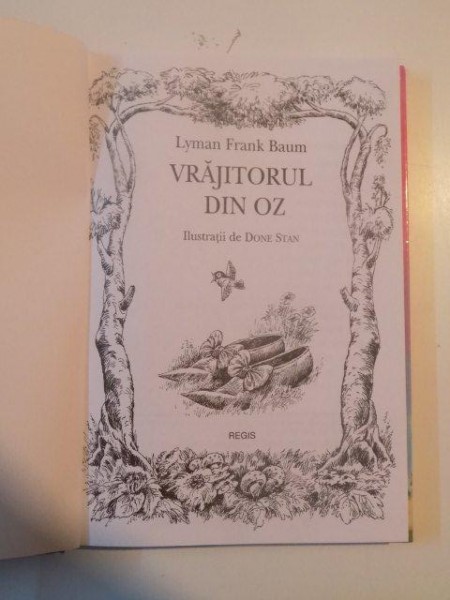 Lyman Frank Baum
VRĂJITORUL
DIN OZ
Ilustrații de DONE STAN
REGIS